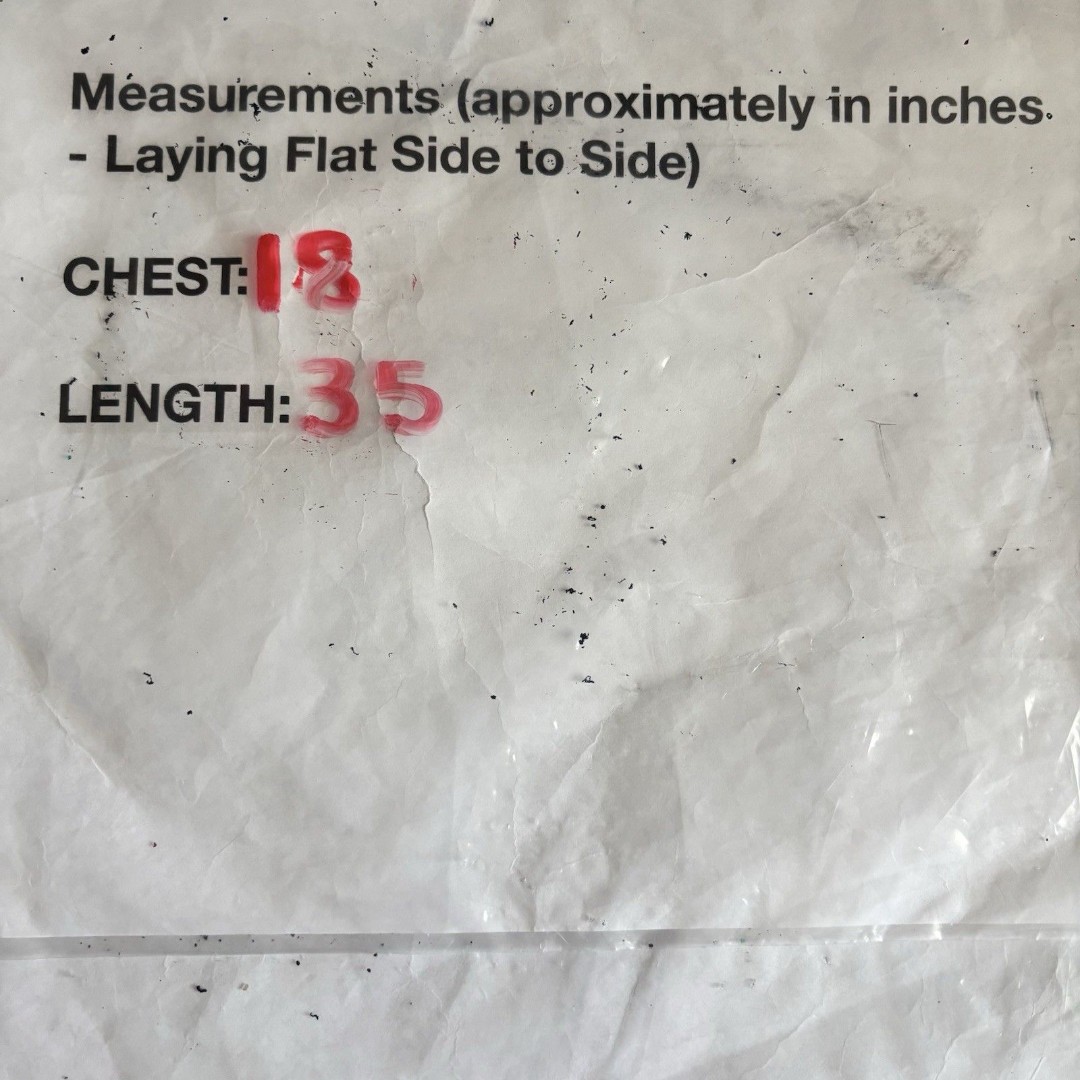 Measurements (approximately in inches.
- Laying Flat Side to Side)
CHEST: 18
LENGTH: 35